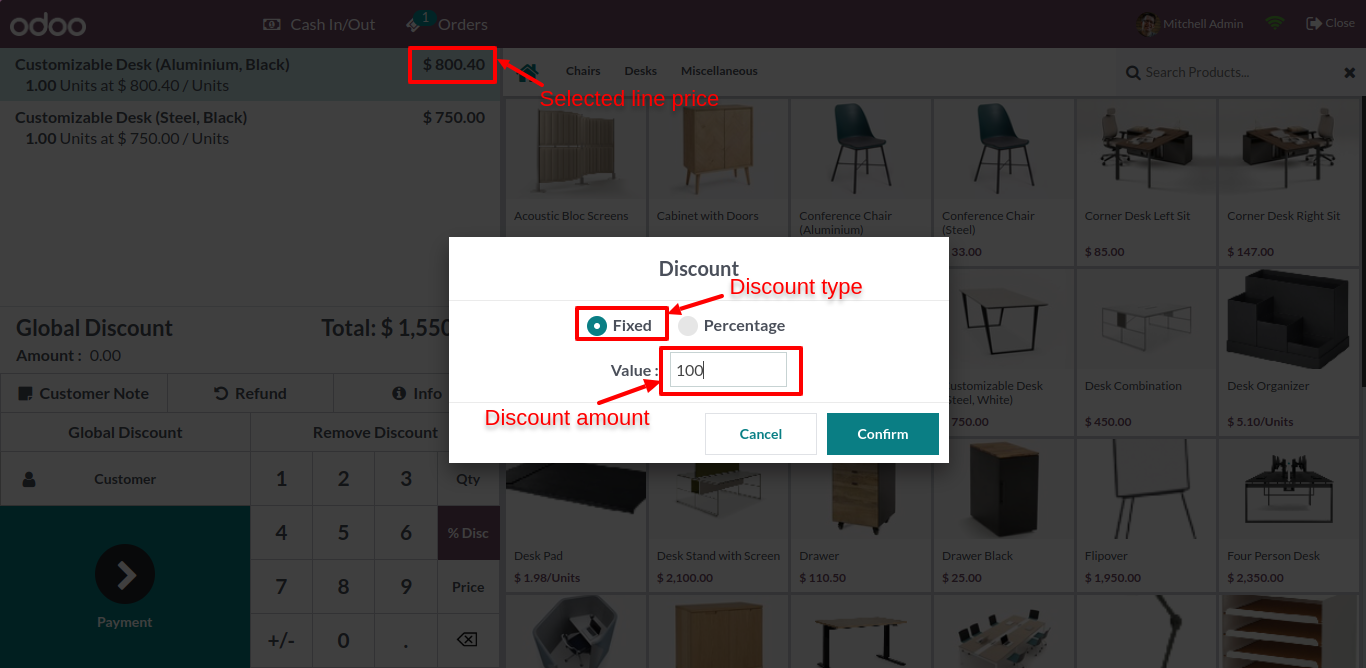 odoo
Cash In/Out
1
Orders
Mitchell Admin
Close
Customizable Desk (Aluminium, Black)
$ 800.40
1.00 Units at $ 800.40 / Units
Customizable Desk (Steel, Black)
$ 750.00
1.00 Units at $ 750.00 / Units
Chairs
Desks
Miscellaneous
Search Products...
Selected line price
Acoustic Bloc Screens
Cabinet with Doors
Conference Chair
(Aluminium)
Conference Chair
(Steel)
33.00
Corner Desk Left Sit
$ 85.00
Corner Desk Right Sit
$ 147.00
Discount
Discount type
Fixed
Percentage
Value :
100
Discount amount
Cancel
Confirm
Global Discount
Total: $ 1,550
Amount : 0.00
Customer Note
Refund
Info
Global Discount
Remove Discount
Customer
1
2
3
Qty
4
5
6
% Disc
7
8
9
Price
+/-
0
.
Payment
ustomizable Desk
Steel, White)
750.00
Desk Combination
$ 450.00
Desk Organizer
$ 5.10/Units
Desk Pad
$ 1.98/Units
Desk Stand with Screen
$ 2,100.00
Drawer
$ 110.50
Drawer Black
$ 25.00
Flipover
$ 1,950.00
Four Person Desk
$ 2,350.00